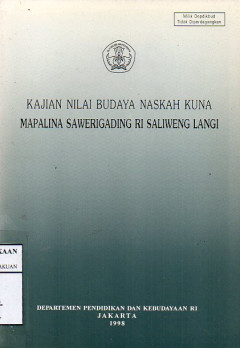 Milik Depdikbud
Tidak Diperdagangkan
KAJIAN NILAI BUDAYA NASKAH KUNA
MAPALINA SAWERIGADING RI SALIWENG LANGI
KAAN
AKUAN
DEPARTEMEN PENDIDIKAN DAN KEBUDAYAAN RI
JAKARTA
1998